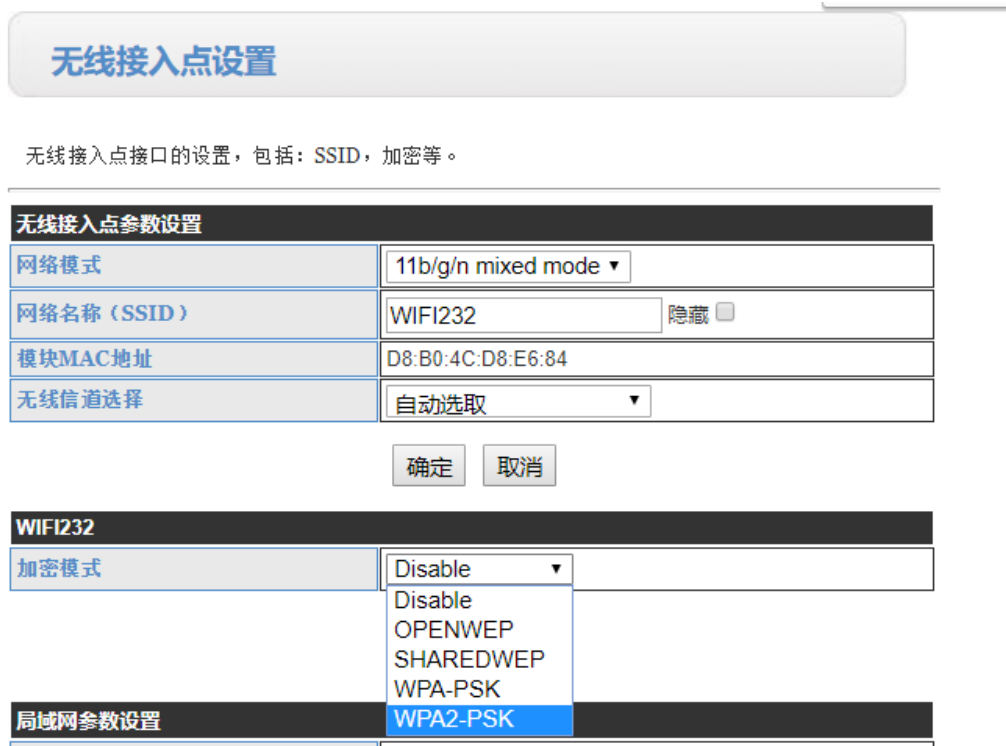 无线接入点设置
无线接入点接口的设置，包括：SSID，加密等。
无线接入点参数设置
网络模式 11b/g/n mixed mode
网络名称（SSID） WIFI232 隐藏
模块MAC地址 D8:B0:4C:D8:E6:84
无线信道选择 自动选取
确定 取消
WIFI232
加密模式 Disable
Disable
OPENWEP
SHAREDWEP
WPA-PSK
WPA2-PSK
局域网参数设置